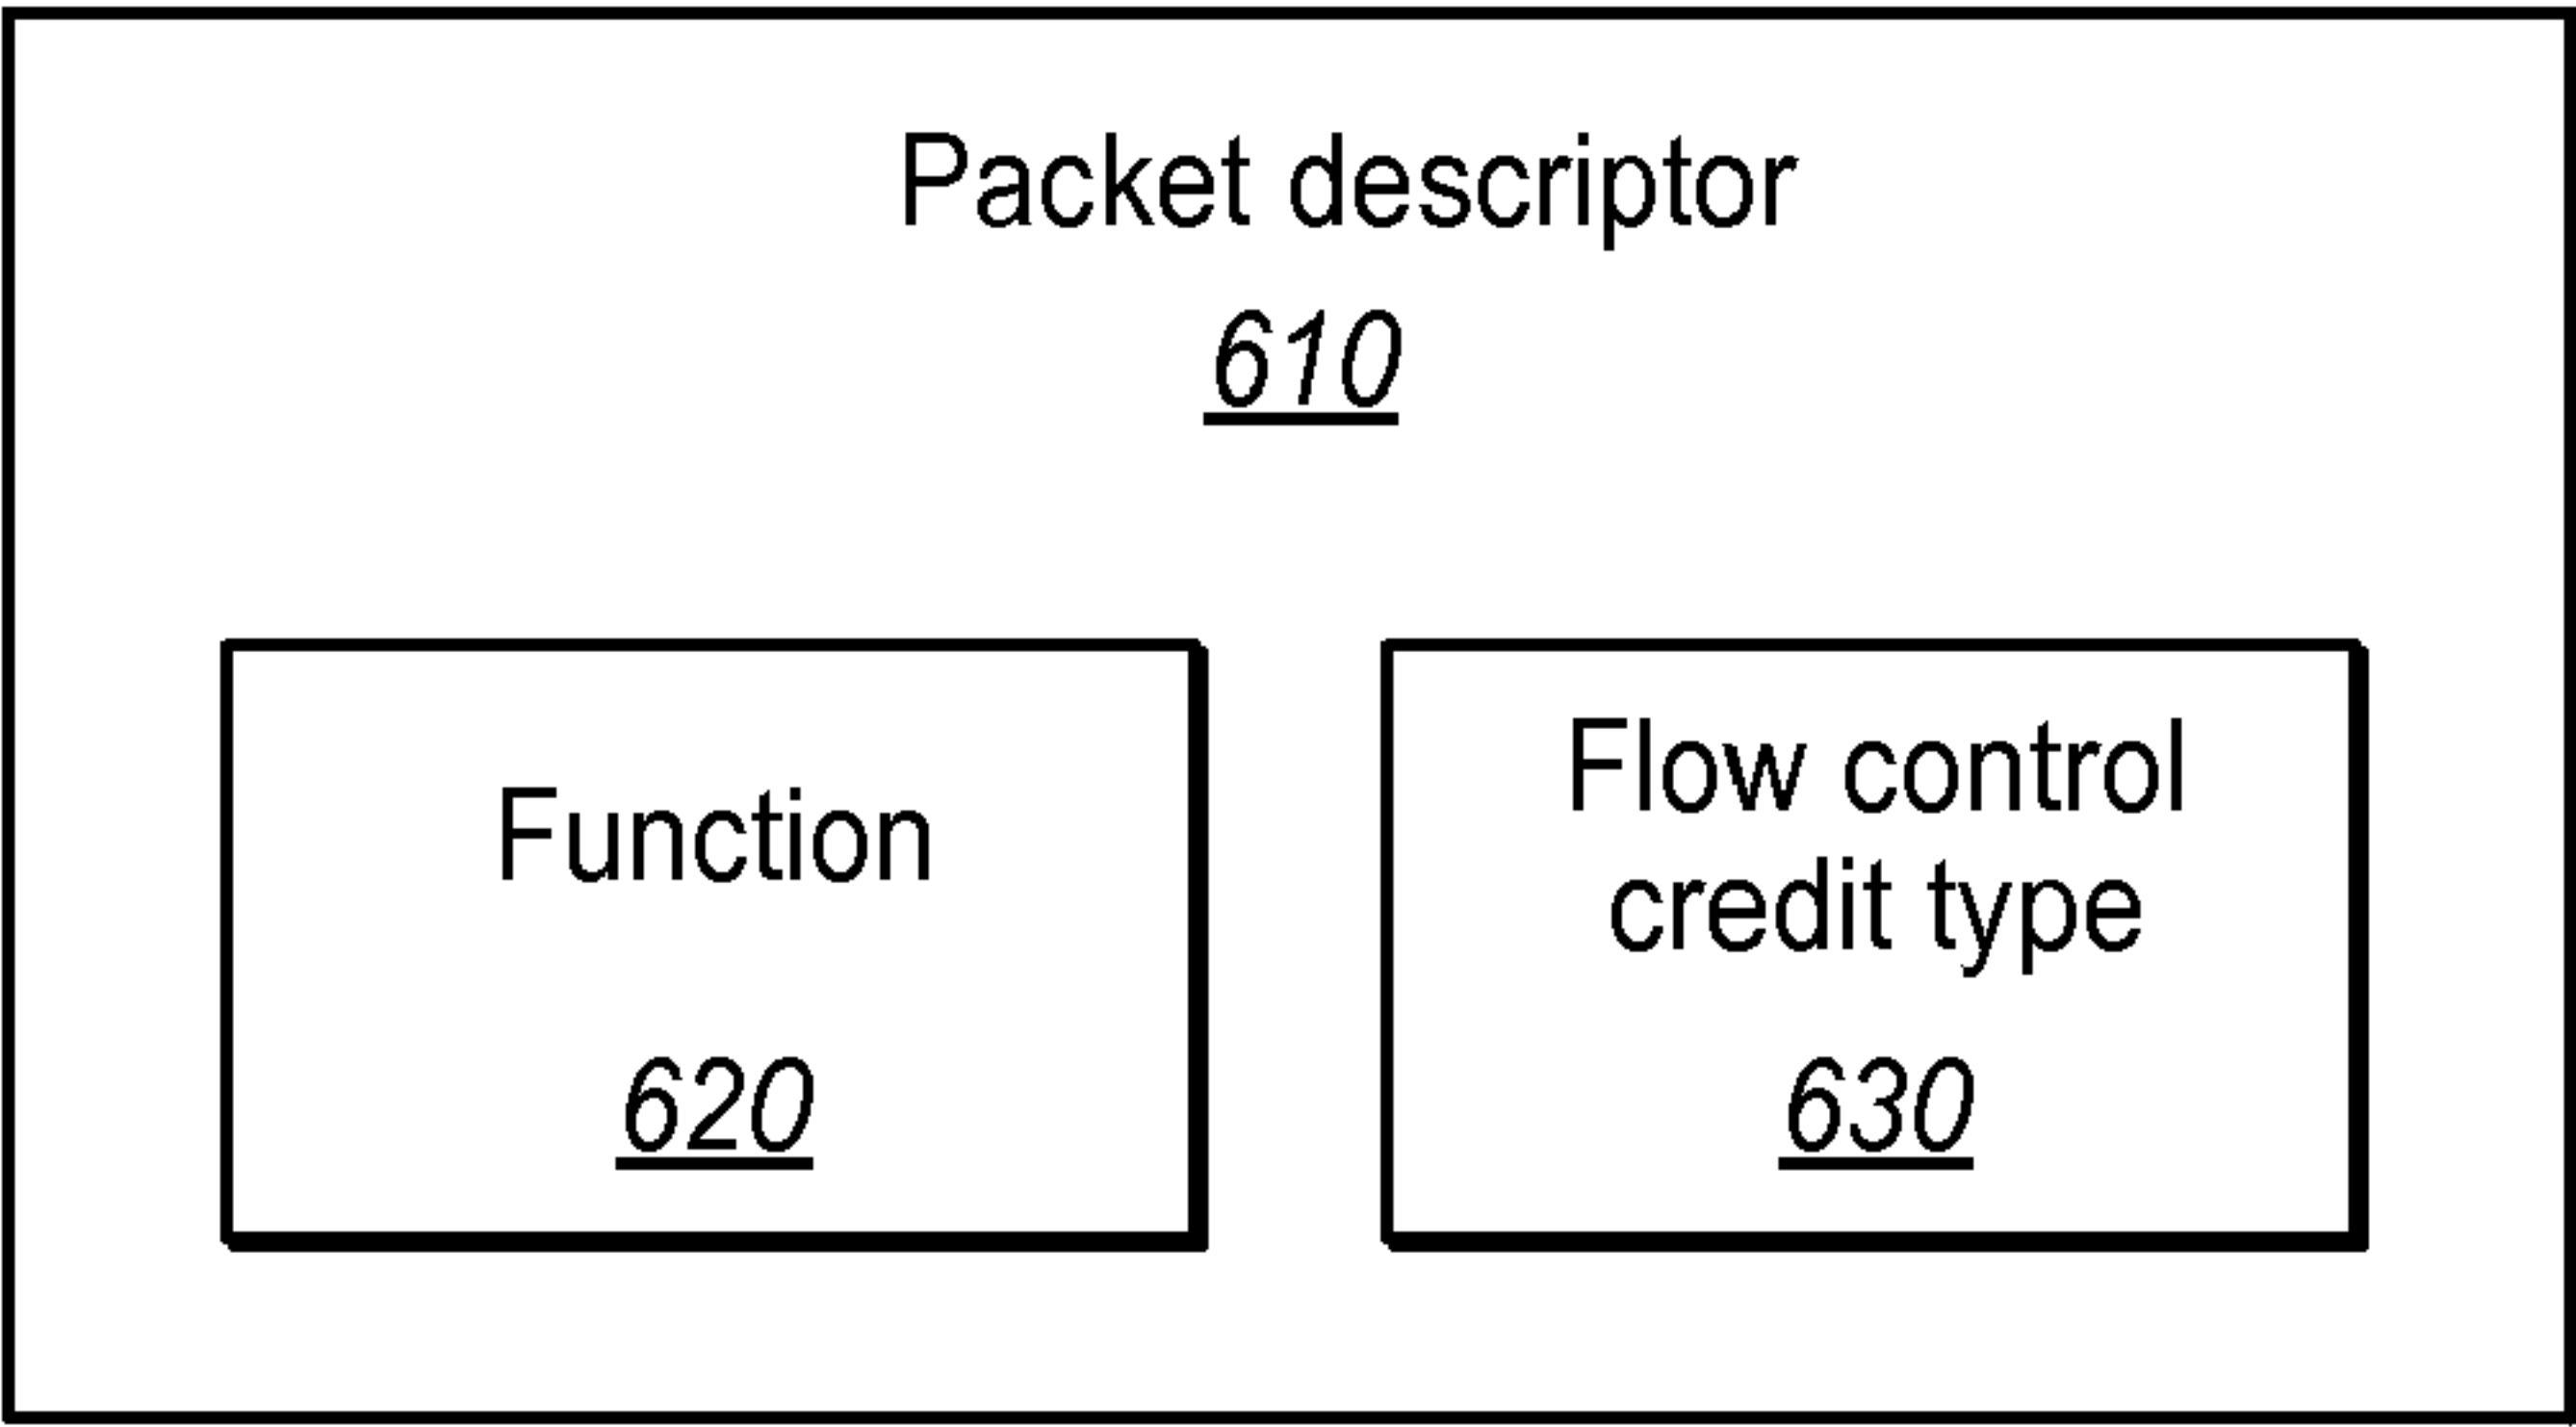 Packet descriptor
610
Function
620
Flow control
credit type
630